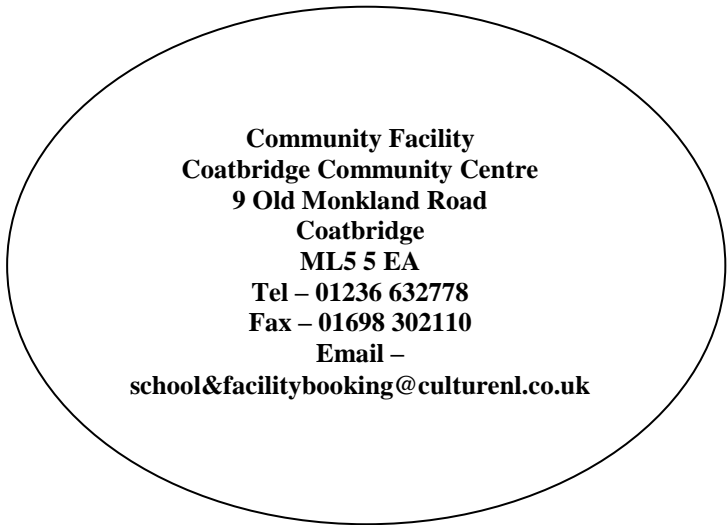 Community Facility
Coatbridge Community Centre
9 Old Monkland Road
Coatbridge
ML5 5 EA
Tel – 01236 632778
Fax – 01698 302110
Email –
school&facilitybooking@culturenl.co.uk